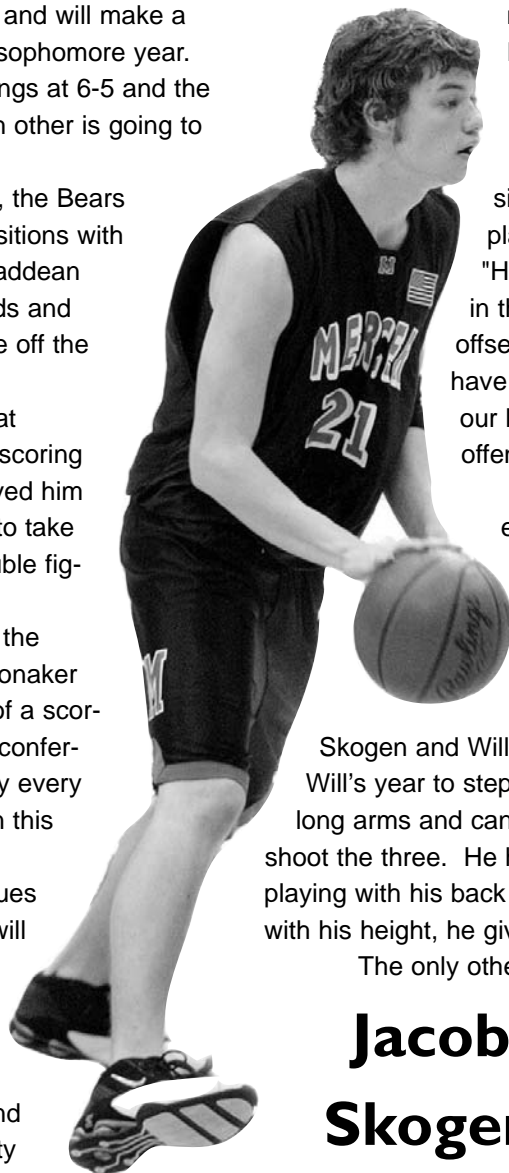 and will make a
sophomore year.
ngs at 6-5 and the
n other is going to
, the Bears
sitions with
addean
ds and
e off the
at
scoring
yed him
to take
uble fig-
the
onaker
of a scor-
confer-
y every
n this
ues
will
nd
ty
M
MERCER
21
Rawlings
M
si
pla
"H
in th
offse
have
our
offer
e
Skogen and Will
Will's year to step
long arms and can
shoot the three. He h
playing with his back
with his height, he giv
The only othe
Jacob
Skogen